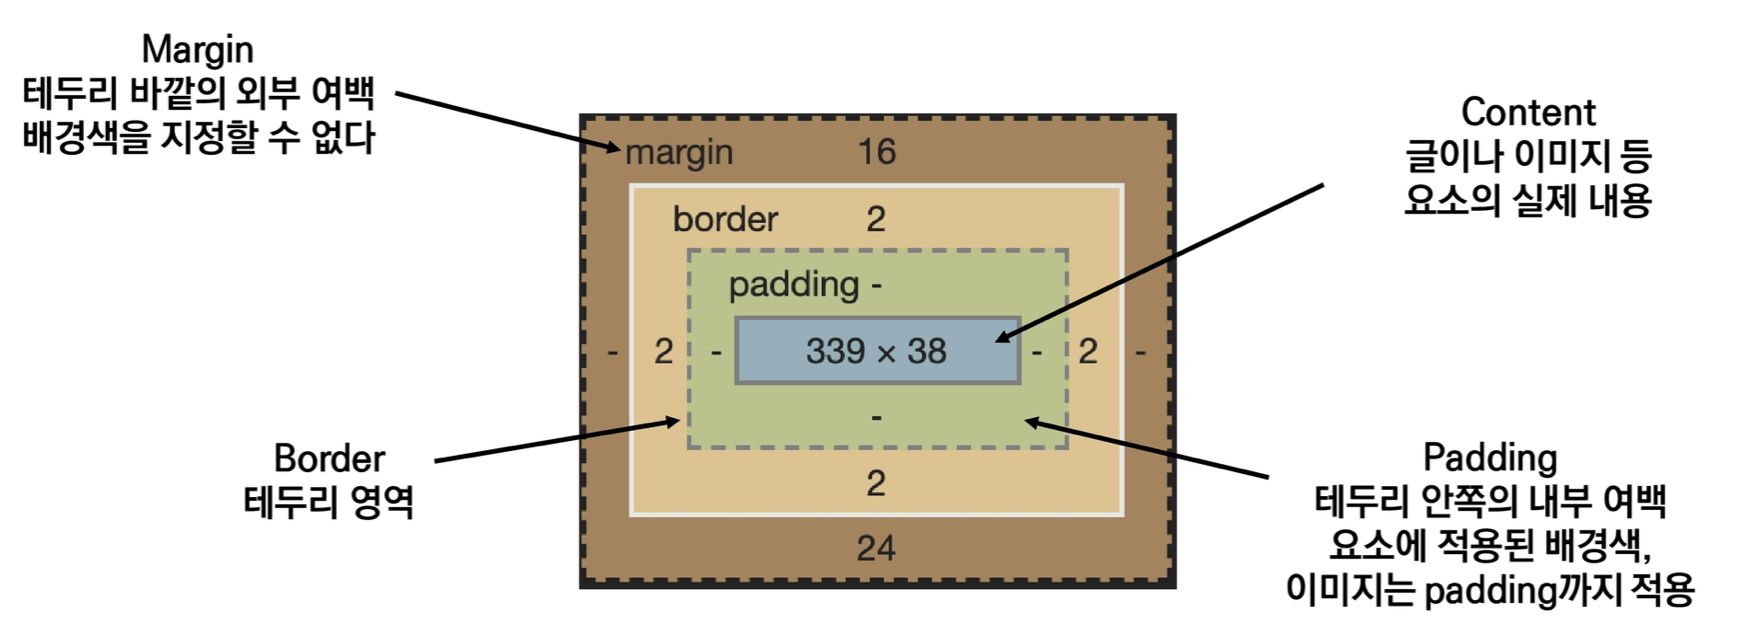 Margin
테두리 바깥의 외부 여백
배경색을 지정할 수 없다
Content
글이나 이미지 등
요소의 실제 내용
margin 16
border 2
padding -
- 2 - 339 × 38 - 2 -
-
2
24
Border
테두리 영역
Padding
테두리 안쪽의 내부 여백
요소에 적용된 배경색,
이미지는 padding까지 적용